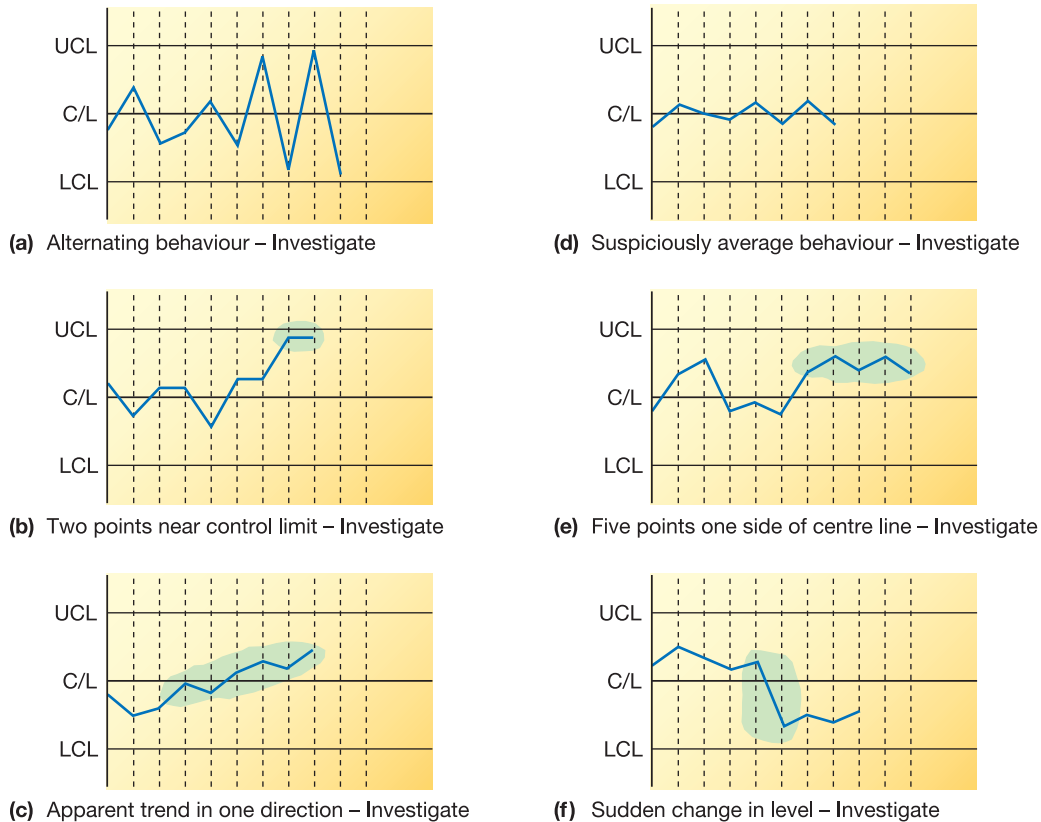 UCL
C/L
LCL
(a) Alternating behaviour – Investigate
UCL
C/L
LCL
(d) Suspiciously average behaviour – Investigate
UCL
C/L
LCL
(b) Two points near control limit – Investigate
UCL
C/L
LCL
(e) Five points one side of centre line – Investigate
UCL
C/L
LCL
(c) Apparent trend in one direction – Investigate
UCL
C/L
LCL
(f) Sudden change in level – Investigate